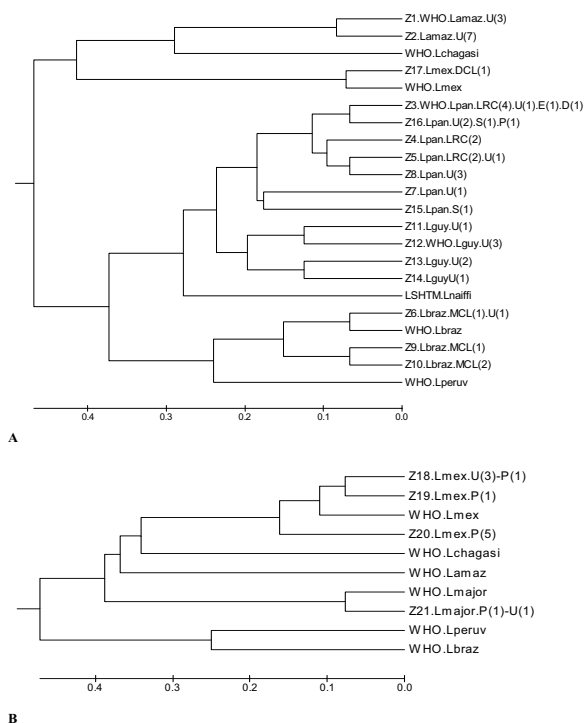 Z1.WHO.Lamaz.U(3)
Z2.Lamaz.U(7)
WHO.Lchagasi
Z17.Lmex.DCL(1)
WHO.Lmex
Z3.WHO.Lpan.LRC(4).U(1).E(1).D(1)
Z16.Lpan.U(2).S(1).P(1)
Z4.Lpan.LRC(2)
Z5.Lpan.LRC(2).U(1)
Z8.Lpan.U(3)
Z7.Lpan.U(1)
Z15.Lpan.S(1)
Z11.Lguy.U(1)
Z12.WHO.Lguy.U(3)
Z13.Lguy.U(2)
Z14.LguyU(1)
LSHTM.Lnaiffi
Z6.Lbraz.MCL(1).U(1)
WHO.Lbraz
Z9.Lbraz.MCL(1)
Z10.Lbraz.MCL(2)
WHO.Lperuv
0.4 0.3 0.2 0.1 0.0
A
Z18.Lmex.U(3)-P(1)
Z19.Lmex.P(1)
WHO.Lmex
Z20.Lmex.P(5)
WHO.Lchagasi
WHO.Lamaz
WHO.Lmajor
Z21.Lmajor.P(1)-U(1)
WHO.Lperuv
WHO.Lbraz
0.4 0.3 0.2 0.1 0.0
B